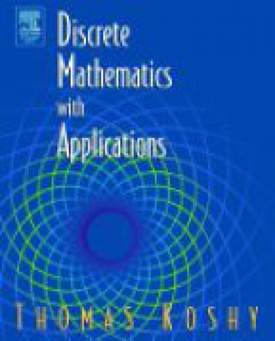 Discrete
Mathematics
with
Applications
THOMAS KOSHY